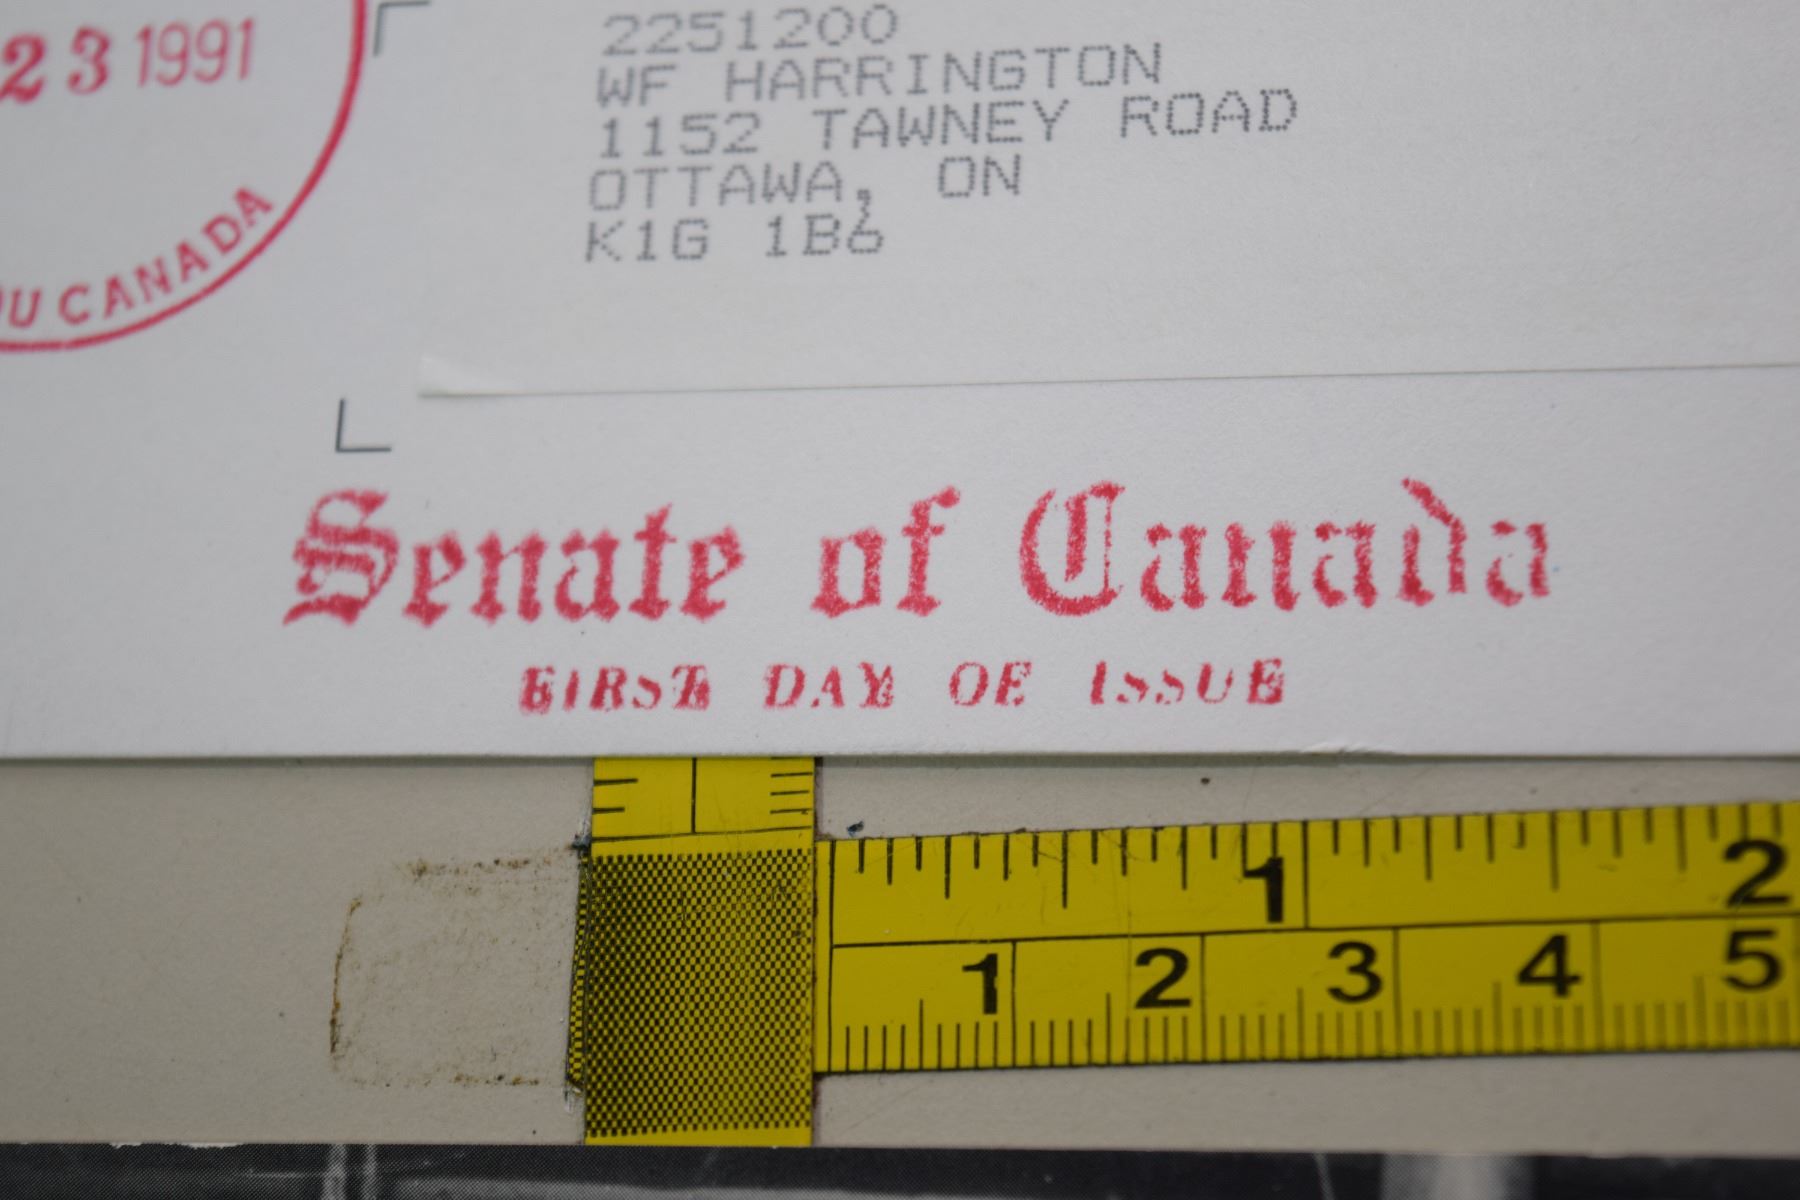 23 1991
U CANADA
2251200
WF HARRINGTON
1152 TAWNEY ROAD
OTTAWA, ON
K1G 1B6
Senate of Canada
FIRST DAY OF ISSUE
1 2
1 2 3 4 5